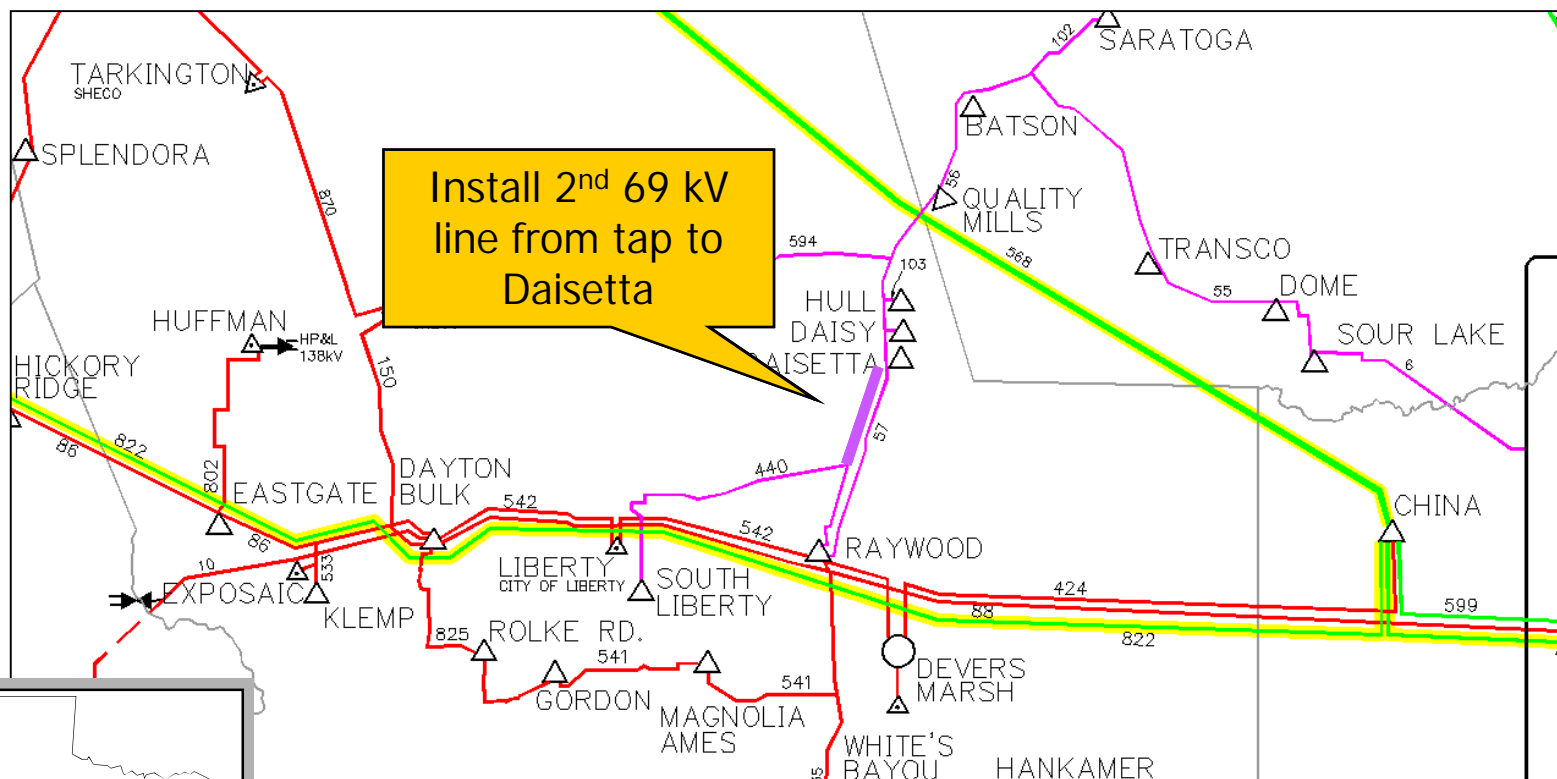 SARATOGA
102
TARKINGTON
SHECO
BATSON
SPLENDORA
Install 2nd 69 kV
line from tap to
Daisetta
870
56
QUALITY
MILLS
594
568
TRANSCO
103
HULL
55
DOME
HUFFMAN
HP&L
138kV
DAISY
SOUR LAKE
HICKORY
RIDGE
150
AISETTA
6
822
86
57
802
DAYTON
BULK
440
EASTGATE
542
CHINA
86
542
10
533
LIBERTY
CITY OF LIBERTY
RAYWOOD
EXPOSAIC
KLEMP
SOUTH
LIBERTY
424
88
599
822
825
ROLKE RD.
541
DEVERS
MARSH
541
GORDON
MAGNOLIA
AMES
WHITE'S
BAYOU
HANKAMER